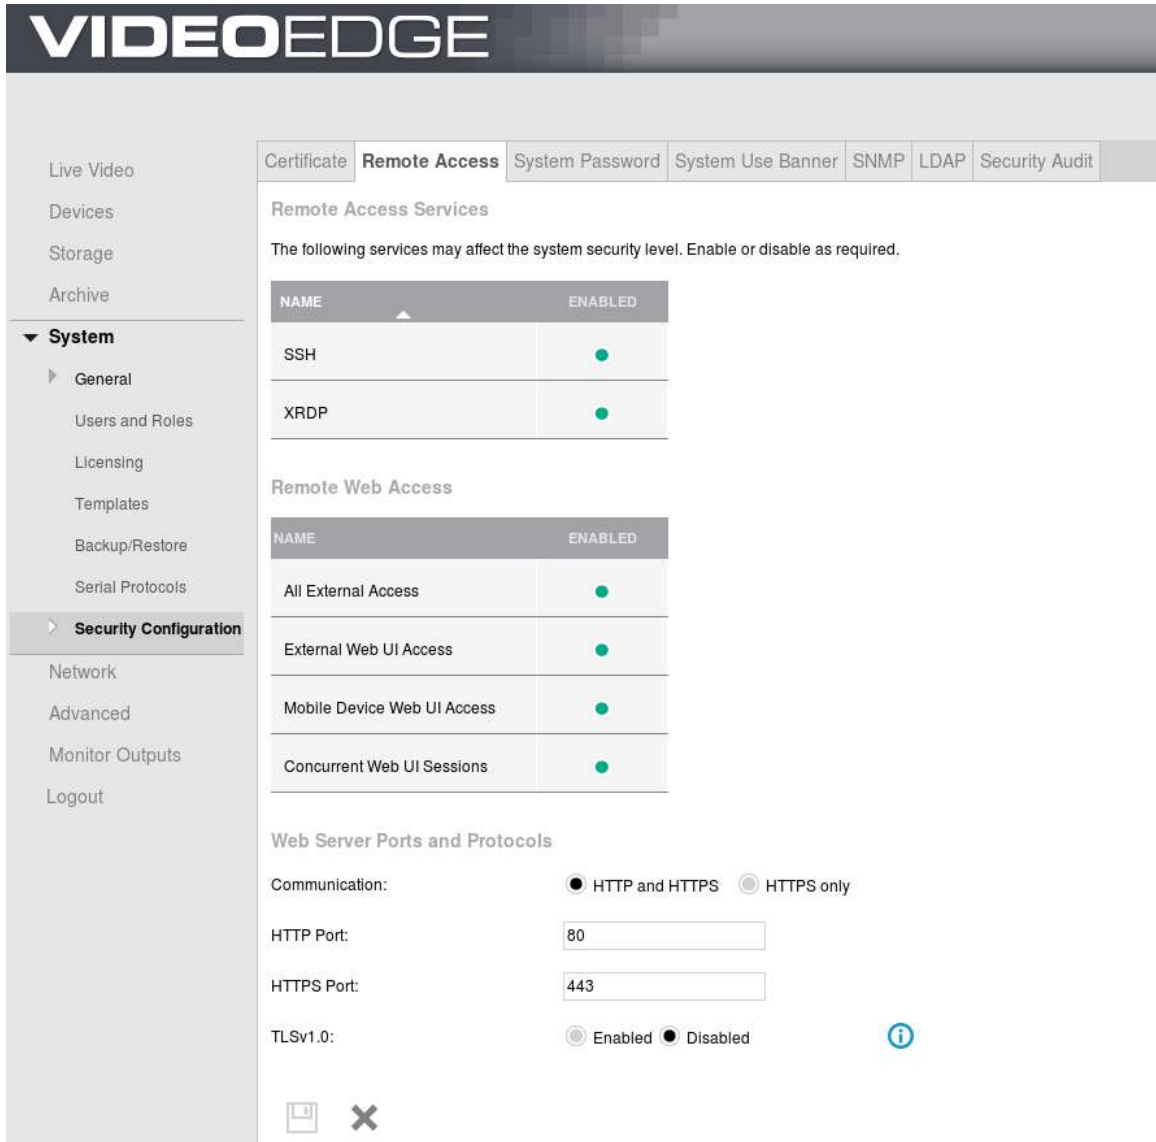 VIDEOEDGE
Live Video
Devices
Storage
Archive
System
General
Users and Roles
Licensing
Templates
Backup/Restore
Serial Protocols
Security Configuration
Network
Advanced
Monitor Outputs
Logout
Certificate Remote Access System Password System Use Banner SNMP LDAP Security Audit
Remote Access Services
The following services may affect the system security level. Enable or disable as required.
NAME ENABLED
SSH
XRDP
Remote Web Access
NAME ENABLED
All External Access
External Web UI Access
Mobile Device Web UI Access
Concurrent Web UI Sessions
Web Server Ports and Protocols
Communication: HTTP and HTTPS HTTPS only
HTTP Port: 80
HTTPS Port: 443
TLSv1.0: Enabled Disabled